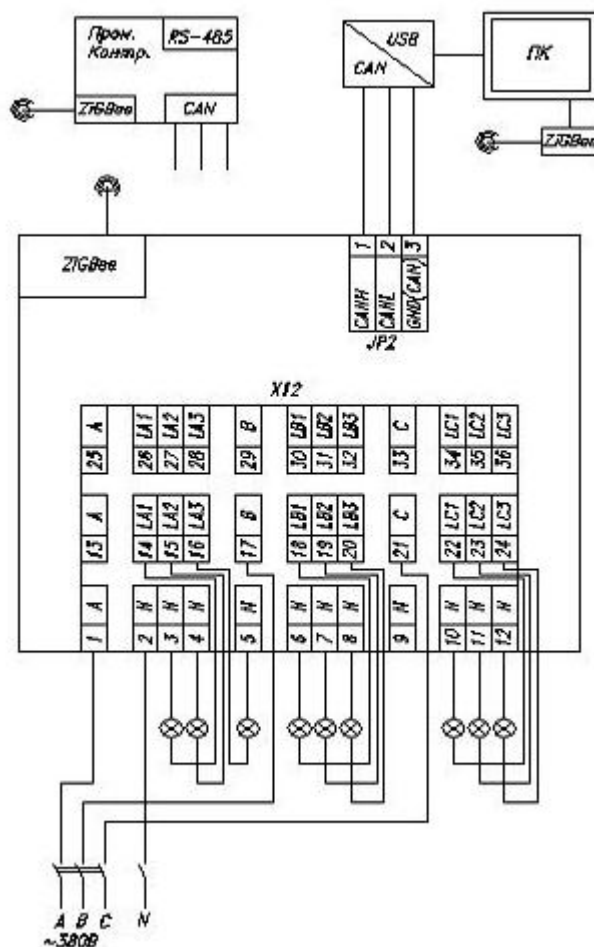 Пром. Контр.
RS-485
ZiGBee
CAN
USB
CAN
ПК
ZiGBee
ZIGBee
1 2 3
CANH CANL GND(CAN)
JP2
X12
A LA1 LA2 LA3 B LB1 LB2 LB3 C LC1 LC2 LC3
25 26 27 28 29 30 31 32 33 34 35 36
A LA1 LA2 LA3 B LB1 LB2 LB3 C LC1 LC2 LC3
13 14 15 16 17 18 19 20 21 22 23 24
A N N N N N N N N N N N
1 2 3 4 5 6 7 8 9 10 11 12
A B C N
~380В